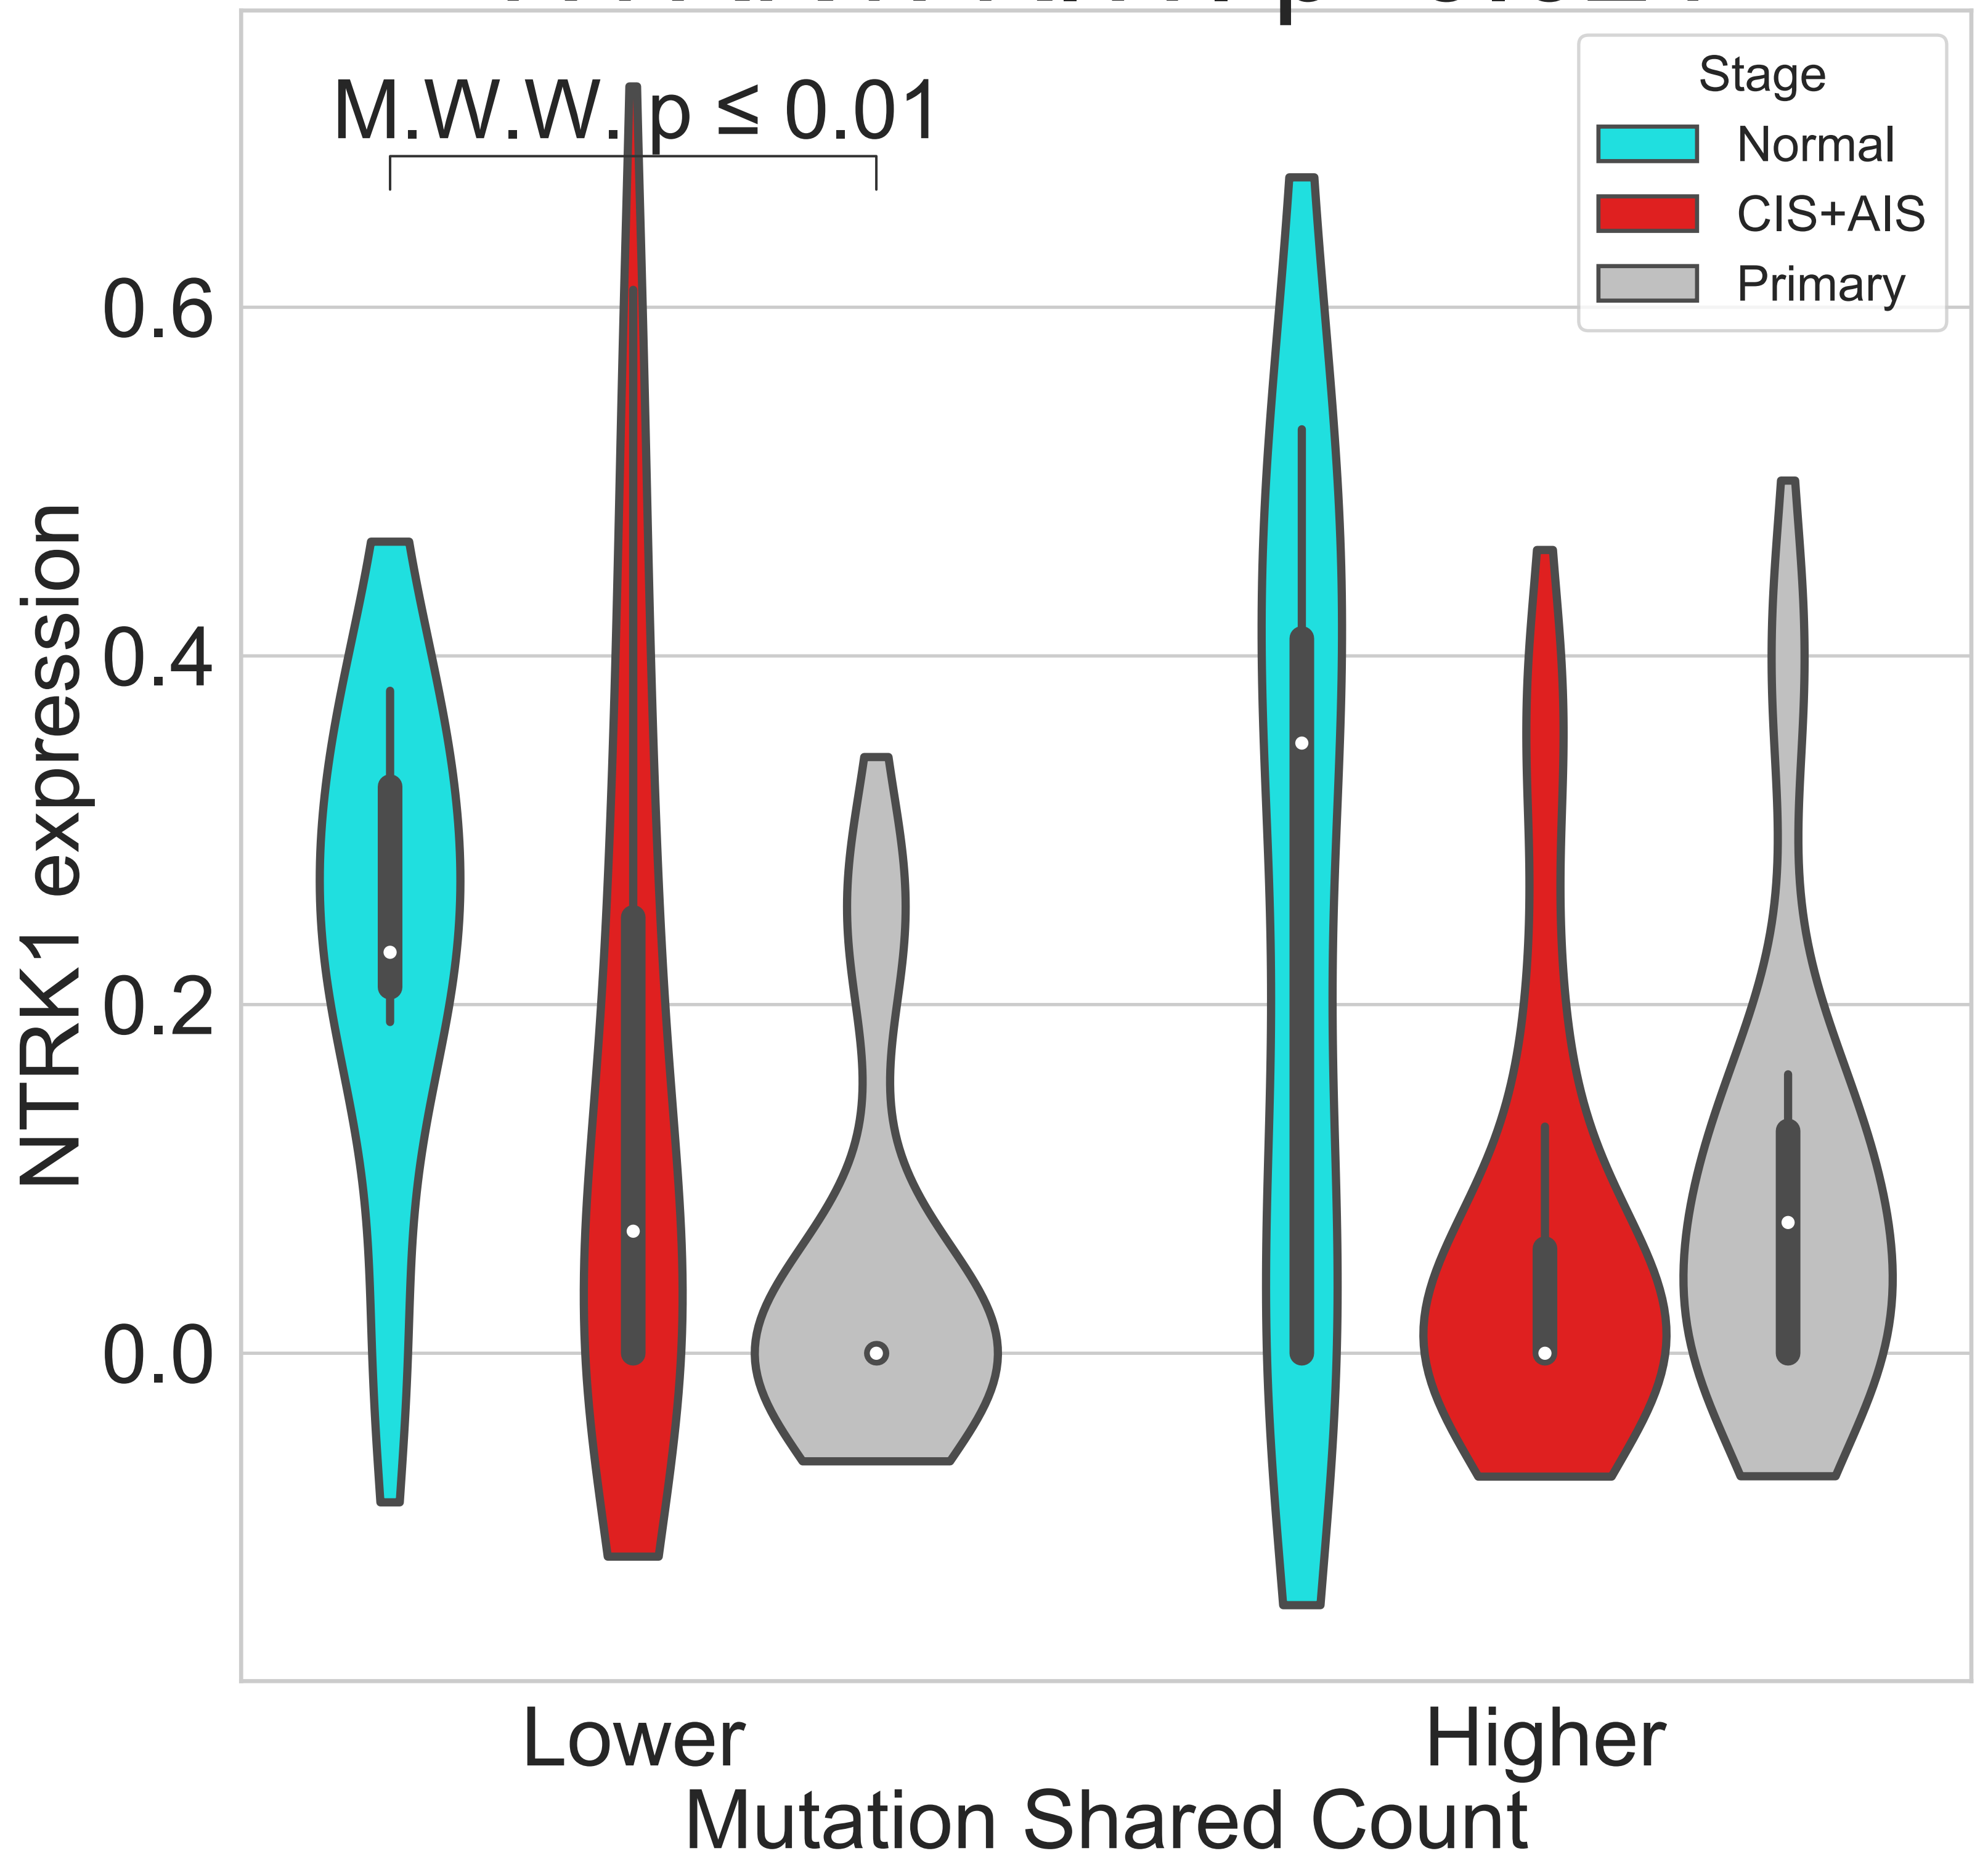 M.W.W. p ≤ 0.01
Stage
Normal
CIS+AIS
Primary
0.6
0.4
0.2
0.0
NTRK1 expression
Lower
Higher
Mutation Shared Count